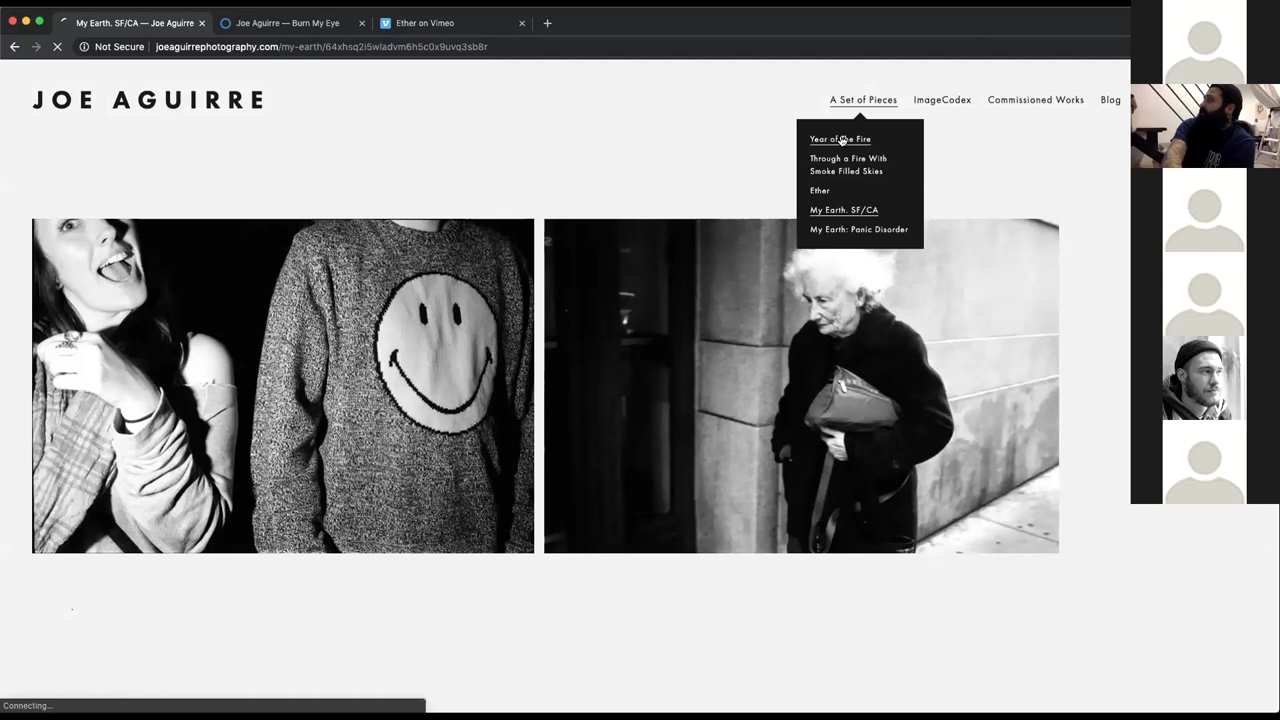 My Earth. SF/CA — Joe Aguirre
Joe Aguirre — Burn My Eye
Ether on Vimeo
Not Secure
joeaguirrephotography.com/my-earth/64xhsq2i5wladvm6h5c0x9uvq3sb8r
JOE AGUIRRE
A Set of Pieces
ImageCodex
Commissioned Works
Blog
Year of the Fire
Through a Fire With
Smoke Filled Skies
Ether
My Earth. SF/CA
My Earth: Panic Disorder
Connecting...